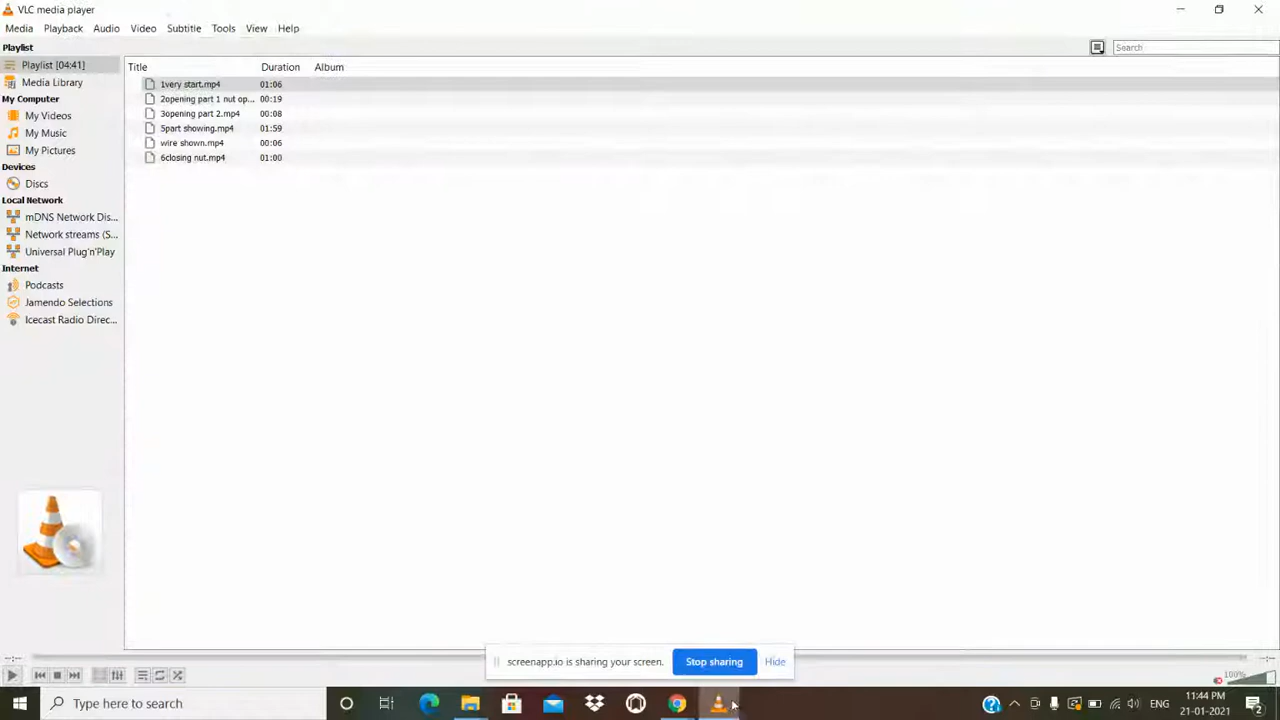 VLC media player
Media Playback Audio Video Subtitle Tools View Help
Playlist
Search
Playlist [04:41]
Media Library
My Computer
My Videos
My Music
My Pictures
Devices
Discs
Local Network
mDNS Network Dis...
Network streams (S...
Universal Plug'n'Play
Internet
Podcasts
Jamendo Selections
Icecast Radio Direc...
Title Duration Album
1very start.mp4 01:06
2opening part 1 nut op... 00:19
3opening part 2.mp4 00:08
5part showing.mp4 01:59
wire shown.mp4 00:06
6closing nut.mp4 01:00
screenapp.io is sharing your screen. Stop sharing Hide
--:-- --:--
100%
Type here to search
ENG
11:44 PM
21-01-2021
2